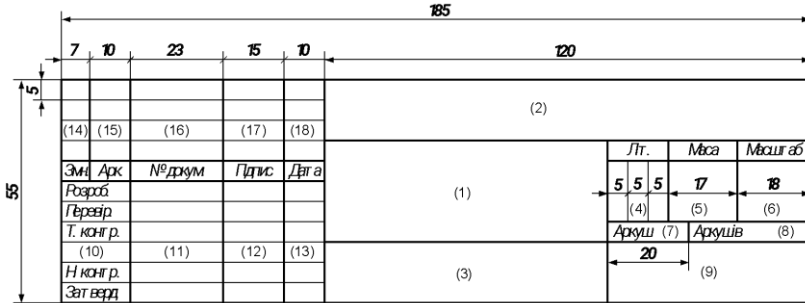 185
7 10 23 15 10 120
5
(2)
(14) (15) (16) (17) (18)
Лт. Маса Масштаб
Змн. Арк. № докум. Пдпис Дата
55
Розроб. 5 5 5 17 18
Перевір. (1) (4) (5) (6)
Т. контр. Аркуш (7) Аркушів (8)
(10) (11) (12) (13) 20
(3) (9)
Н. контр.
Затверд.